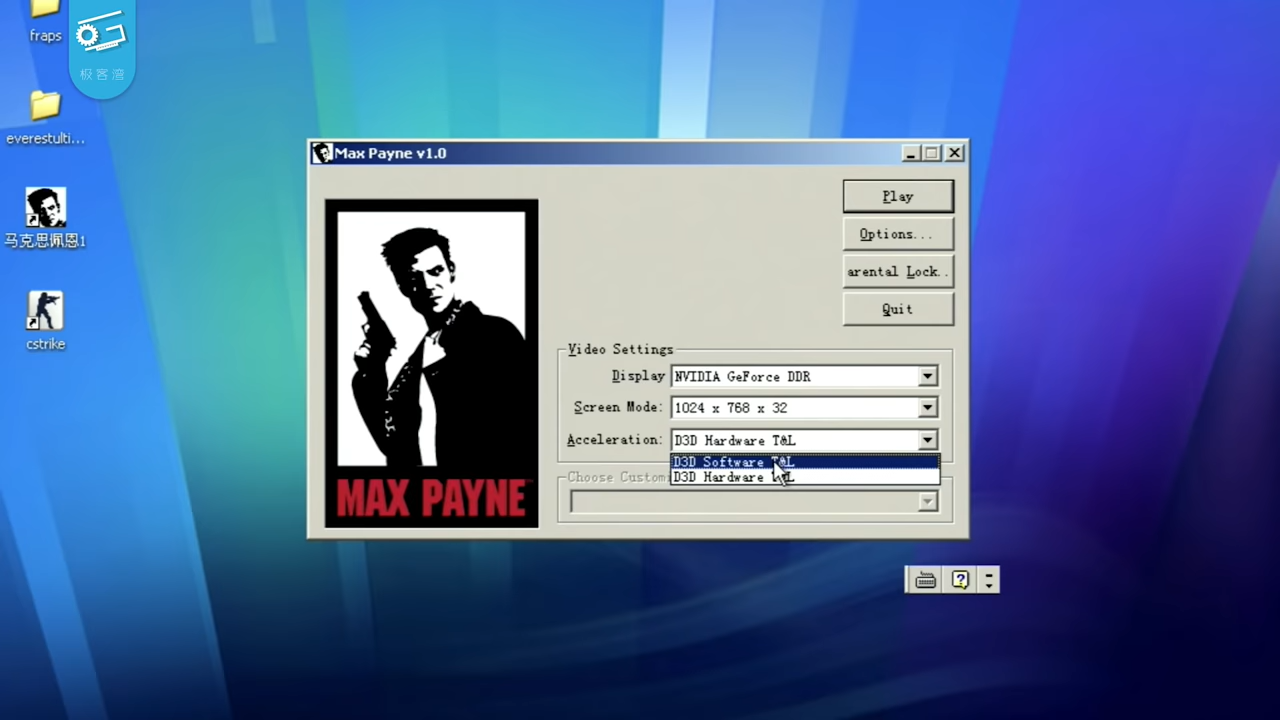 fraps
极客湾
everestulti...
马克思佩恩1
cstrike
Max Payne v1.0
Play
Options...
arental Lock..
Quit
MAX PAYNE
Video Settings
Display
NVIDIA GeForce DDR
Screen Mode:
1024 x 768 x 32
Acceleration:
D3D Hardware T&L
D3D Software T&L
D3D Hardware T&L
Choose Custom